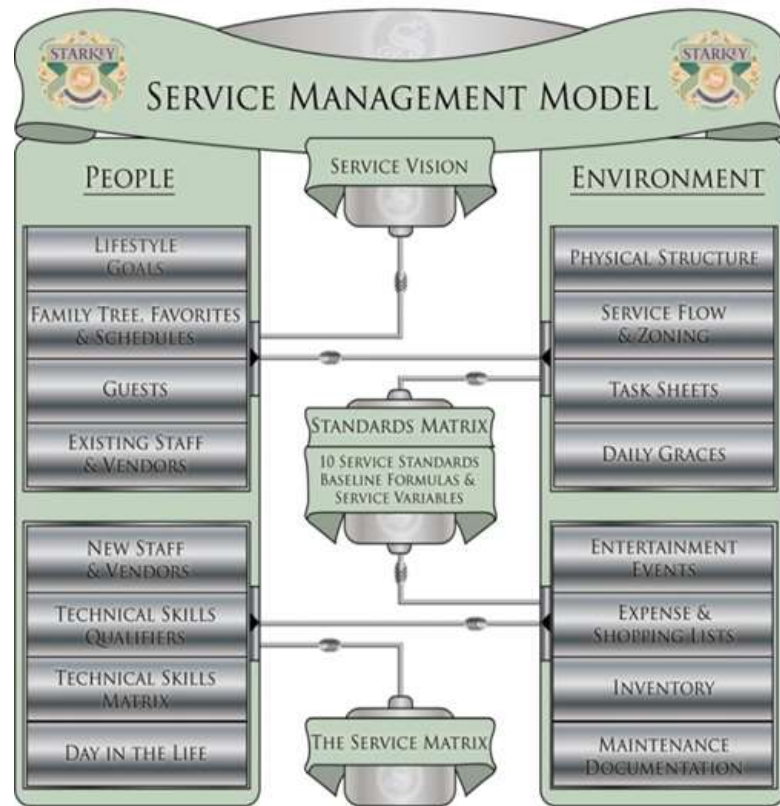 STARKEY
STARKEY
SERVICE MANAGEMENT MODEL
PEOPLE
LIFESTYLE
GOALS
FAMILY TREE, FAVORITES
& SCHEDULES
GUESTS
EXISTING STAFF
& VENDORS
NEW STAFF
& VENDORS
TECHNICAL SKILLS
QUALIFIERS
TECHNICAL SKILLS
MATRIX
DAY IN THE LIFE
SERVICE VISION
STANDARDS MATRIX
10 SERVICE STANDARDS
BASELINE FORMULAS &
SERVICE VARIABLES
THE SERVICE MATRIX
ENVIRONMENT
PHYSICAL STRUCTURE
SERVICE FLOW
& ZONING
TASK SHEETS
DAILY GRACES
ENTERTAINMENT
EVENTS
EXPENSE &
SHOPPING LISTS
INVENTORY
MAINTENANCE
DOCUMENTATION